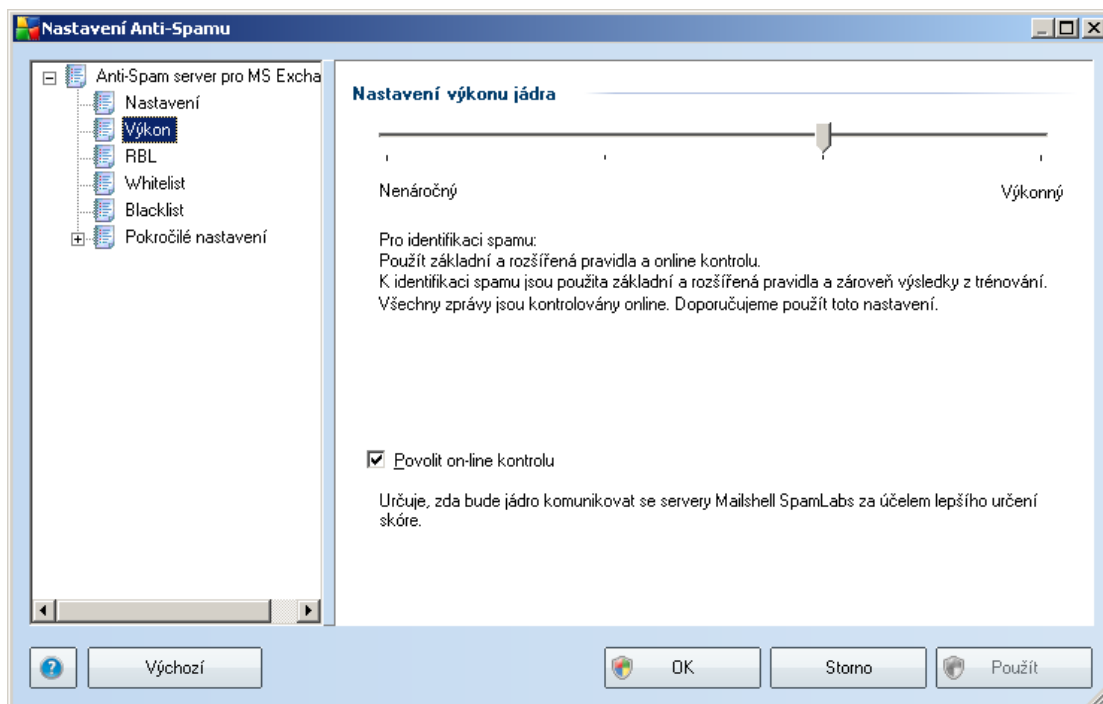 Nastavení Anti-Spamu
Anti-Spam server pro MS Excha
Nastavení
Výkon
RBL
Whitelist
Blacklist
Pokročilé nastavení
Nastavení výkonu jádra
Nenáročný
Výkonný
Pro identifikaci spamu:
Použít základní a rozšířená pravidla a online kontrolu.
K identifikaci spamu jsou použita základní a rozšířená pravidla a zároveň výsledky z trénování.
Všechny zprávy jsou kontrolovány online. Doporučujeme použít toto nastavení.
Povolit on-line kontrolu
Určuje, zda bude jádro komunikovat se servery Mailshell SpamLabs za účelem lepšího určení
skóre.
?
Výchozí
OK
Storno
Použít